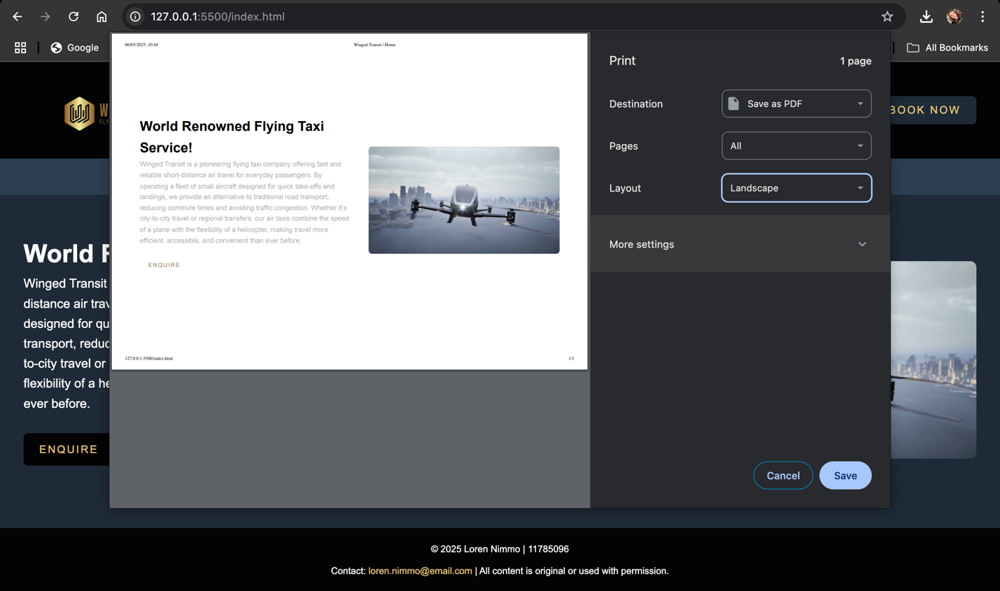 127.0.0.1:5500/index.html
Google
All Bookmarks
W
FLY
BOOK NOW
World R
Winged Transit
distance air trav
designed for qu
transport, reduc
to-city travel or
flexibility of a he
ever before.
ENQUIRE
06/05/2025, 10:44
Winged Transit | Home
World Renowned Flying Taxi
Service!
Winged Transit is a pioneering flying taxi company offering fast and
reliable short-distance air travel for everyday passengers. By
operating a fleet of small aircraft designed for quick take-offs and
landings, we provide an alternative to traditional road transport,
reducing commute times and avoiding traffic congestion. Whether it's
city-to-city travel or regional transfers, our air taxis combine the speed
of a plane with the flexibility of a helicopter, making travel more
efficient, accessible, and convenient than ever before.
ENQUIRE
127.0.0.1:5500/index.html
1/1
Print
1 page
Destination
Save as PDF
Pages
All
Layout
Landscape
More settings
Cancel
Save
© 2025 Loren Nimmo | 11785096
Contact: loren.nimmo@email.com | All content is original or used with permission.